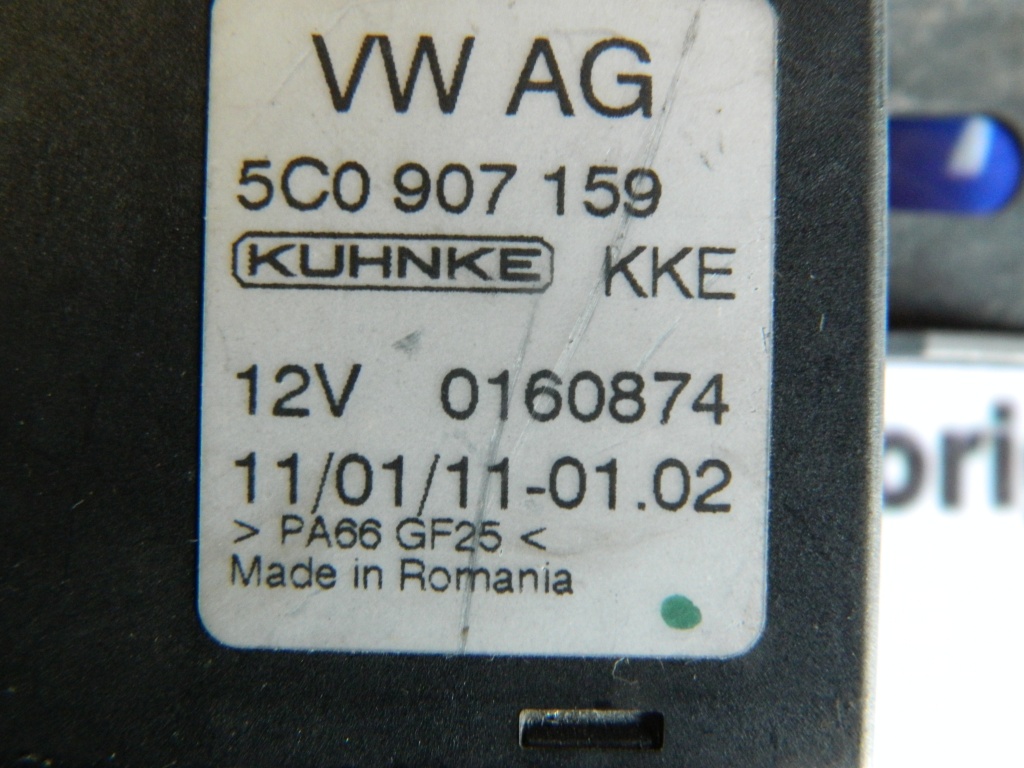 VW AG
5C0 907 159
KUHNKE KKE
12V 0160874
11/01/11-01.02
> PA66 GF25 <
Made in Romania